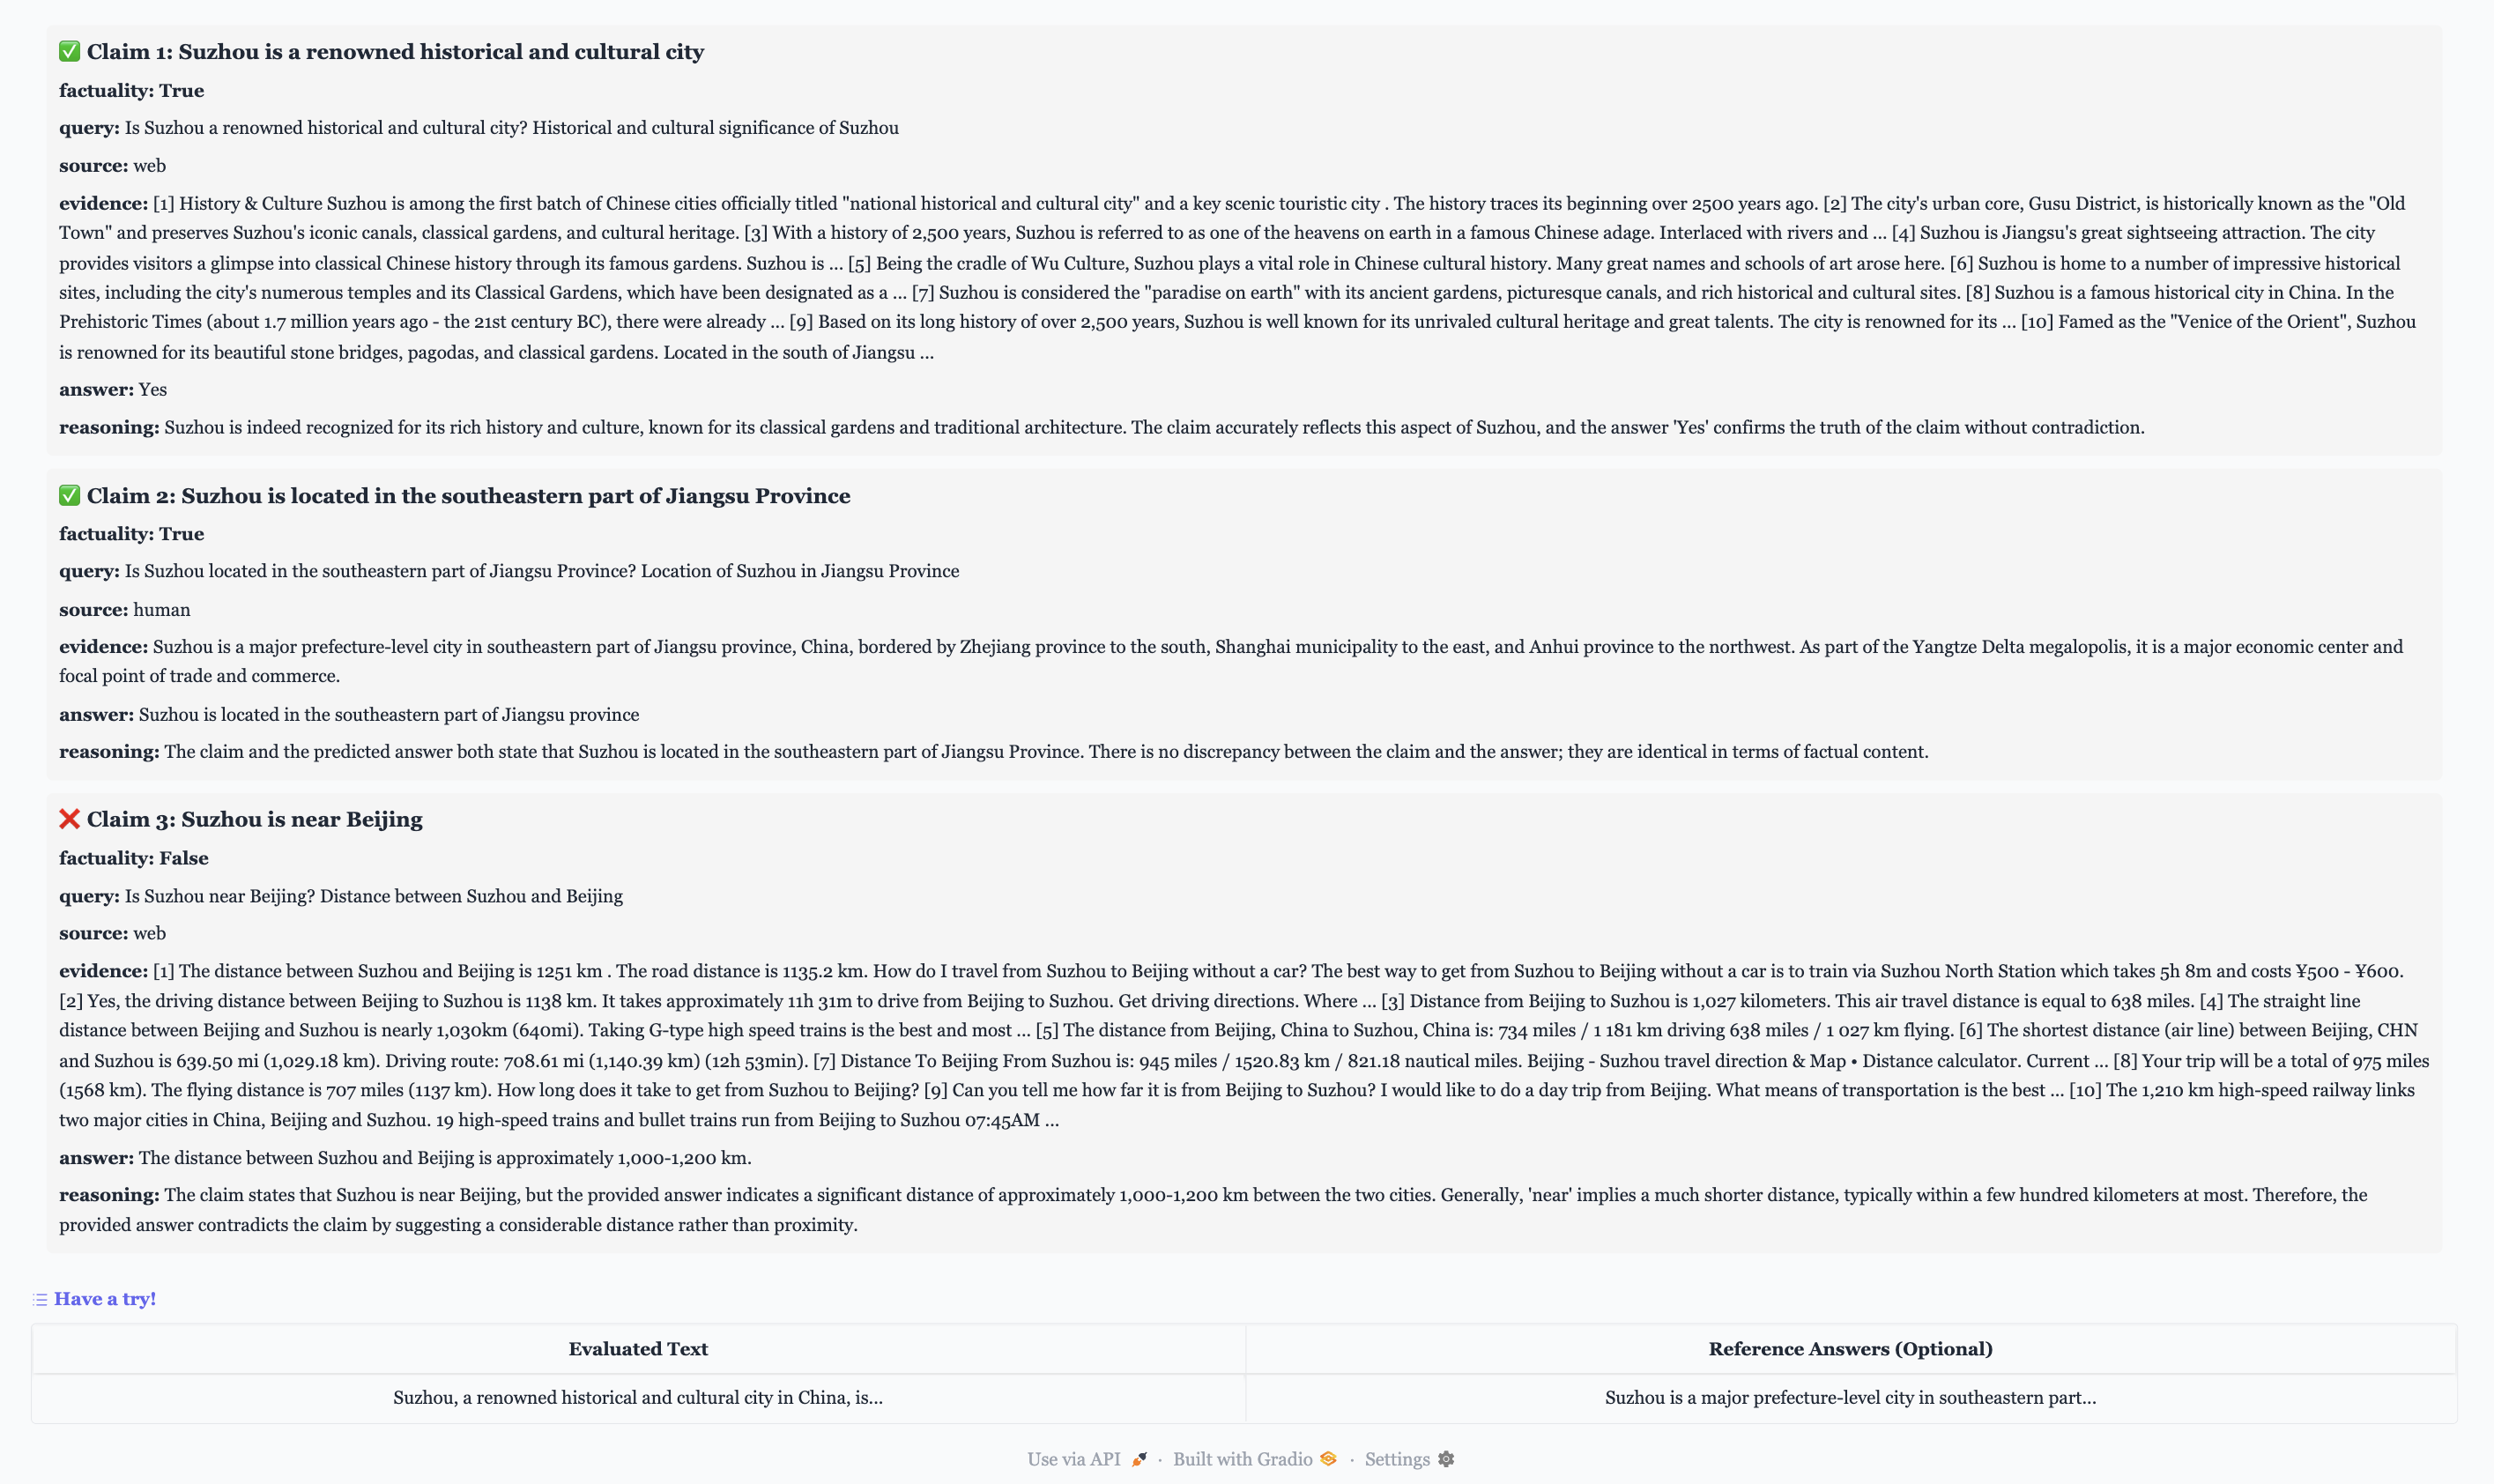 ✅ Claim 1: Suzhou is a renowned historical and cultural city
factuality: True
query: Is Suzhou a renowned historical and cultural city? Historical and cultural significance of Suzhou
source: web
evidence: [1] History & Culture Suzhou is among the first batch of Chinese cities officially titled "national historical and cultural city" and a key scenic touristic city . The history traces its beginning over 2500 years ago. [2] The city's urban core, Gusu District, is historically known as the "Old
Town" and preserves Suzhou's iconic canals, classical gardens, and cultural heritage. [3] With a history of 2,500 years, Suzhou is referred to as one of the heavens on earth in a famous Chinese adage. Interlaced with rivers and ... [4] Suzhou is Jiangsu's great sightseeing attraction. The city
provides visitors a glimpse into classical Chinese history through its famous gardens. Suzhou is ... [5] Being the cradle of Wu Culture, Suzhou plays a vital role in Chinese cultural history. Many great names and schools of art arose here. [6] Suzhou is home to a number of impressive historical
sites, including the city's numerous temples and its Classical Gardens, which have been designated as a ... [7] Suzhou is considered the "paradise on earth" with its ancient gardens, picturesque canals, and rich historical and cultural sites. [8] Suzhou is a famous historical city in China. In the
Prehistoric Times (about 1.7 million years ago - the 21st century BC), there were already ... [9] Based on its long history of over 2,500 years, Suzhou is well known for its unrivaled cultural heritage and great talents. The city is renowned for its ... [10] Famed as the "Venice of the Orient", Suzhou
is renowned for its beautiful stone bridges, pagodas, and classical gardens. Located in the south of Jiangsu ...
answer: Yes
reasoning: Suzhou is indeed recognized for its rich history and culture, known for its classical gardens and traditional architecture. The claim accurately reflects this aspect of Suzhou, and the answer 'Yes' confirms the truth of the claim without contradiction.
✅ Claim 2: Suzhou is located in the southeastern part of Jiangsu Province
factuality: True
query: Is Suzhou located in the southeastern part of Jiangsu Province? Location of Suzhou in Jiangsu Province
source: human
evidence: Suzhou is a major prefecture-level city in southeastern part of Jiangsu province, China, bordered by Zhejiang province to the south, Shanghai municipality to the east, and Anhui province to the northwest. As part of the Yangtze Delta megalopolis, it is a major economic center and
focal point of trade and commerce.
answer: Suzhou is located in the southeastern part of Jiangsu province
reasoning: The claim and the predicted answer both state that Suzhou is located in the southeastern part of Jiangsu Province. There is no discrepancy between the claim and the answer; they are identical in terms of factual content.
❌ Claim 3: Suzhou is near Beijing
factuality: False
query: Is Suzhou near Beijing? Distance between Suzhou and Beijing
source: web
evidence: [1] The distance between Suzhou and Beijing is 1251 km . The road distance is 1135.2 km. How do I travel from Suzhou to Beijing without a car? The best way to get from Suzhou to Beijing without a car is to train via Suzhou North Station which takes 5h 8m and costs ¥500 - ¥600.
[2] Yes, the driving distance between Beijing to Suzhou is 1138 km. It takes approximately 11h 31m to drive from Beijing to Suzhou. Get driving directions. Where ... [3] Distance from Beijing to Suzhou is 1,027 kilometers. This air travel distance is equal to 638 miles. [4] The straight line
distance between Beijing and Suzhou is nearly 1,030km (640mi). Taking G-type high speed trains is the best and most ... [5] The distance from Beijing, China to Suzhou, China is: 734 miles / 1 181 km driving 638 miles / 1 027 km flying. [6] The shortest distance (air line) between Beijing, CHN
and Suzhou is 639.50 mi (1,029.18 km). Driving route: 708.61 mi (1,140.39 km) (12h 53min). [7] Distance To Beijing From Suzhou is: 945 miles / 1520.83 km / 821.18 nautical miles. Beijing - Suzhou travel direction & Map • Distance calculator. Current ... [8] Your trip will be a total of 975 miles
(1568 km). The flying distance is 707 miles (1137 km). How long does it take to get from Suzhou to Beijing? [9] Can you tell me how far it is from Beijing to Suzhou? I would like to do a day trip from Beijing. What means of transportation is the best ... [10] The 1,210 km high-speed railway links
two major cities in China, Beijing and Suzhou. 19 high-speed trains and bullet trains run from Beijing to Suzhou 07:45AM ...
answer: The distance between Suzhou and Beijing is approximately 1,000-1,200 km.
reasoning: The claim states that Suzhou is near Beijing, but the provided answer indicates a significant distance of approximately 1,000-1,200 km between the two cities. Generally, 'near' implies a much shorter distance, typically within a few hundred kilometers at most. Therefore, the
provided answer contradicts the claim by suggesting a considerable distance rather than proximity.
Have a try!
Evaluated Text Reference Answers (Optional)
Suzhou, a renowned historical and cultural city in China, is... Suzhou is a major prefecture-level city in southeastern part...
Use via API · Built with Gradio · Settings